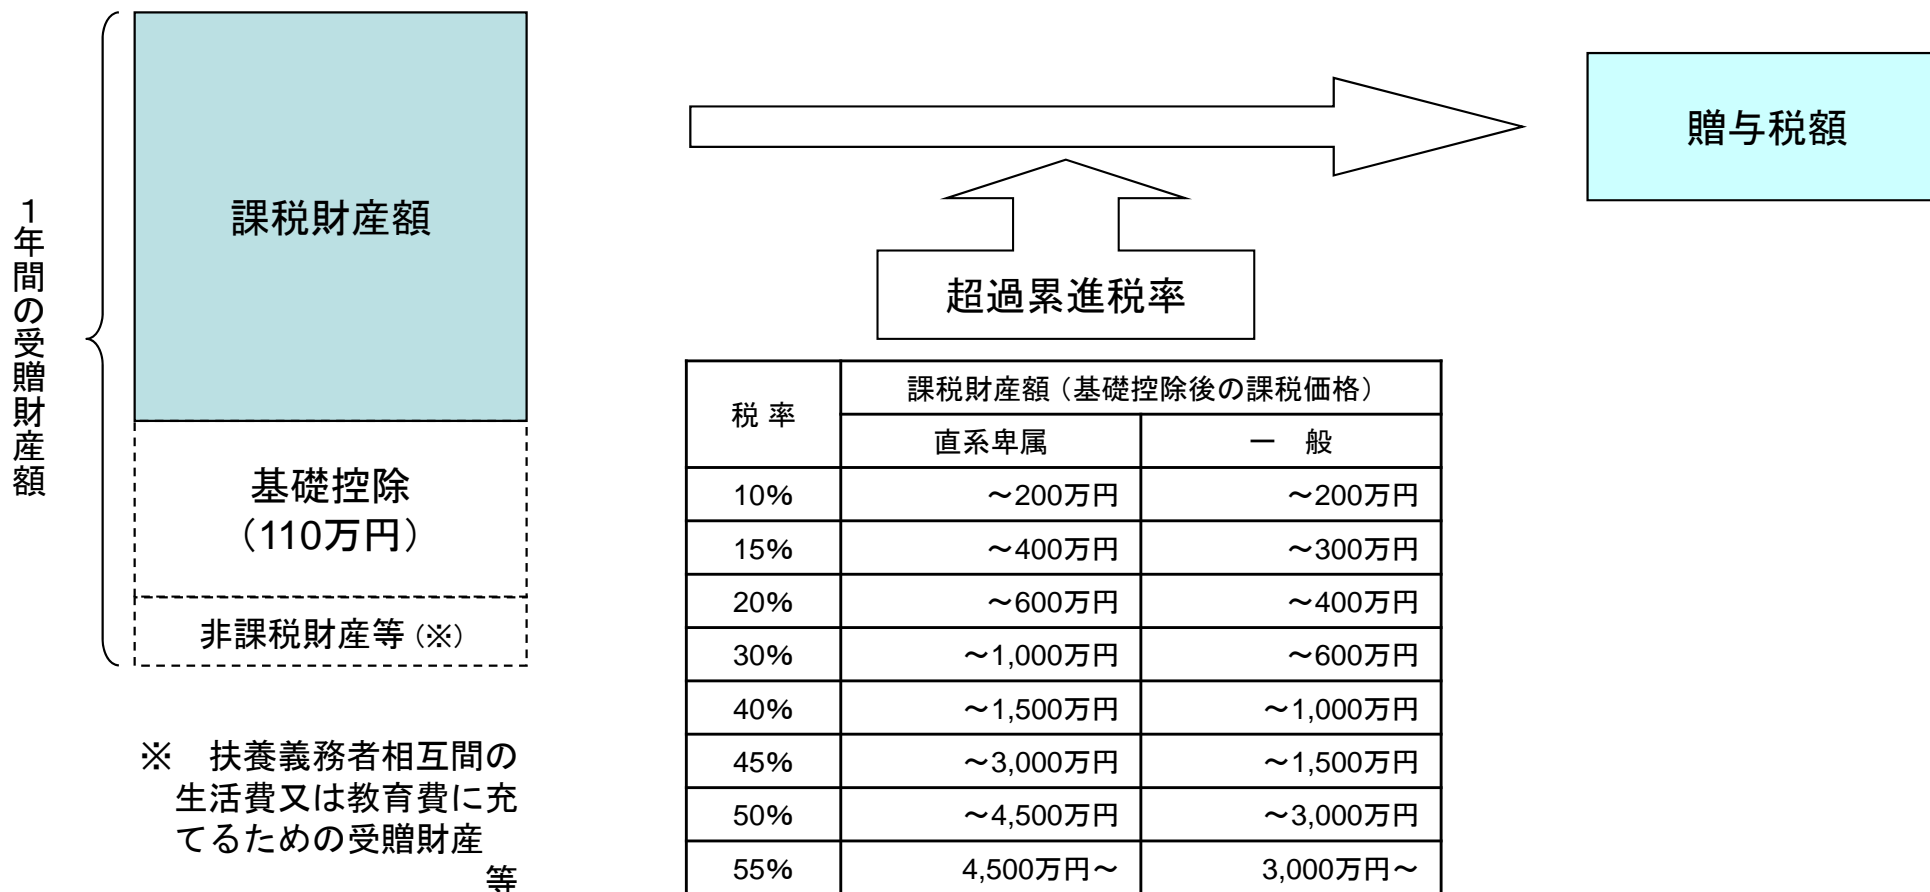 1年間の受贈財産額
課税財産額
基礎控除
（110万円）
非課税財産等（※）
※　扶養義務者相互間の
生活費又は教育費に充
てるための受贈財産
等
贈与税額
超過累進税率
税 率 課税財産額（基礎控除後の課税価格）
直系卑属 一　般
10% ～200万円 ～200万円
15% ～400万円 ～300万円
20% ～600万円 ～400万円
30% ～1,000万円 ～600万円
40% ～1,500万円 ～1,000万円
45% ～3,000万円 ～1,500万円
50% ～4,500万円 ～3,000万円
55% 4,500万円～ 3,000万円～